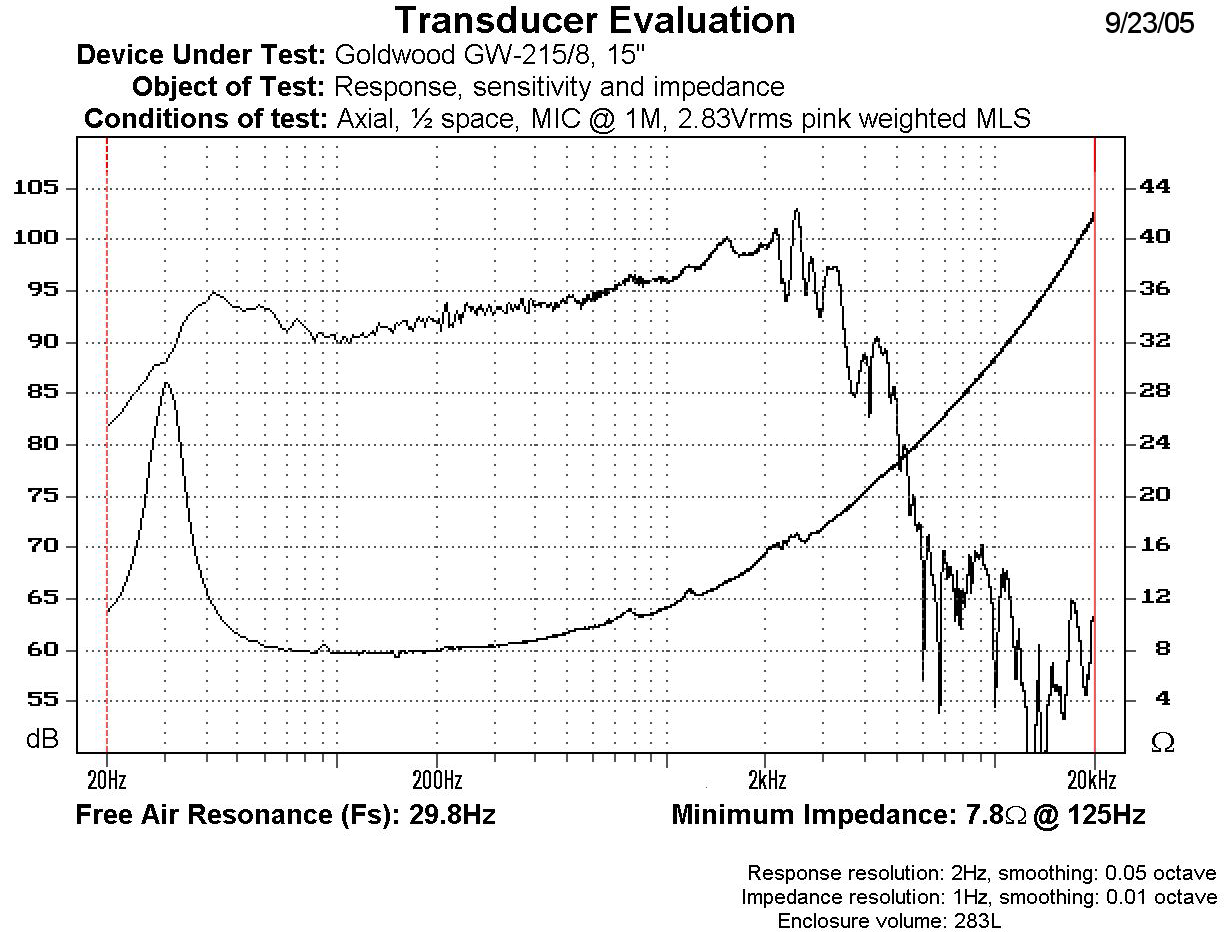 Transducer Evaluation
9/23/05
Device Under Test: Goldwood GW-215/8, 15"
Object of Test: Response, sensitivity and impedance
Conditions of test: Axial, ½ space, MIC @ 1M, 2.83Vrms pink weighted MLS
105 44
100 40
95 36
90 32
85 28
80 24
75 20
70 16
65 12
60 8
55 4
dB Ω
20Hz 200Hz 2kHz 20kHz
Free Air Resonance (Fs): 29.8Hz
Minimum Impedance: 7.8Ω @ 125Hz
Response resolution: 2Hz, smoothing: 0.05 octave
Impedance resolution: 1Hz, smoothing: 0.01 octave
Enclosure volume: 283L